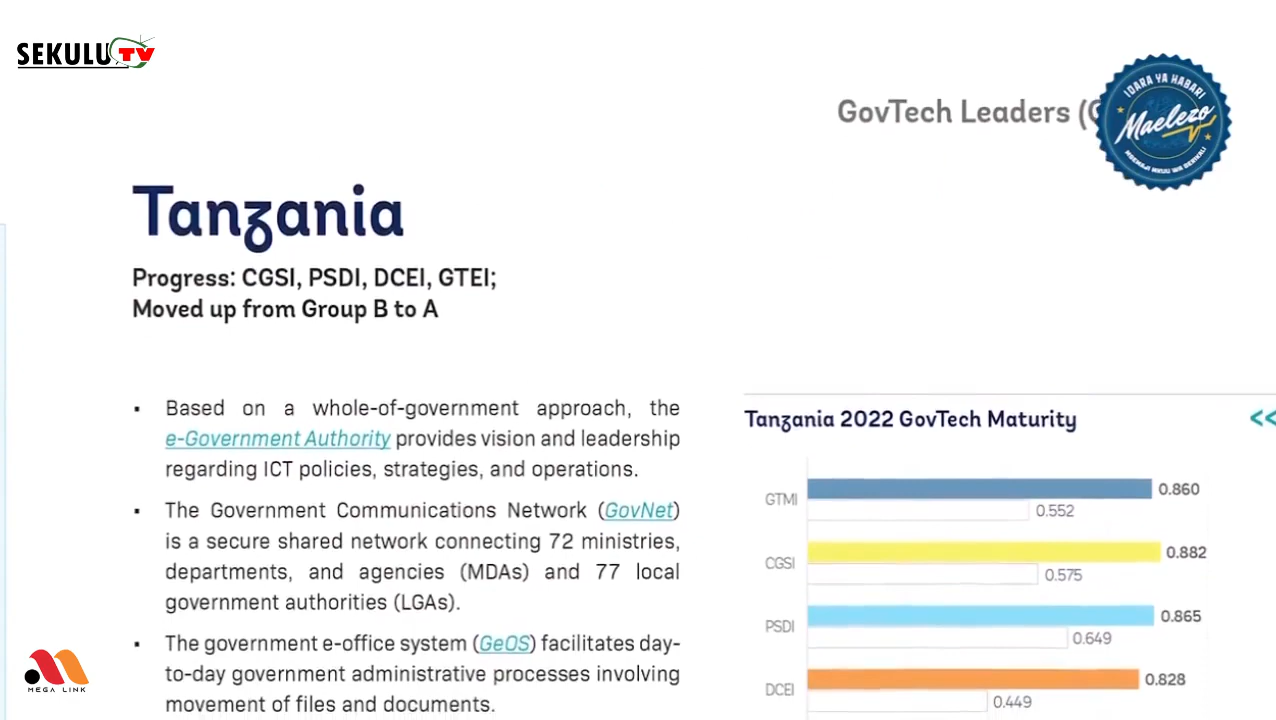 SEKULU TV
GovTech Leaders (
IDARA YA HABARI
Maelezo
MSEMAJI MKUU WA SERIKALI
Tanzania
Progress: CGSI, PSDI, DCEI, GTEI;
Moved up from Group B to A
▪ Based on a whole-of-government approach, the
e-Government Authority provides vision and leadership
regarding ICT policies, strategies, and operations.
▪ The Government Communications Network (GovNet)
is a secure shared network connecting 72 ministries,
departments, and agencies (MDAs) and 77 local
government authorities (LGAs).
▪ The government e-office system (GeOS) facilitates day-
to-day government administrative processes involving
movement of files and documents.
Tanzania 2022 GovTech Maturity <<
GTMI 0.860
0.552
CGSI 0.882
0.575
PSDI 0.865
0.649
DCEI 0.828
0.449
MEGA LINK